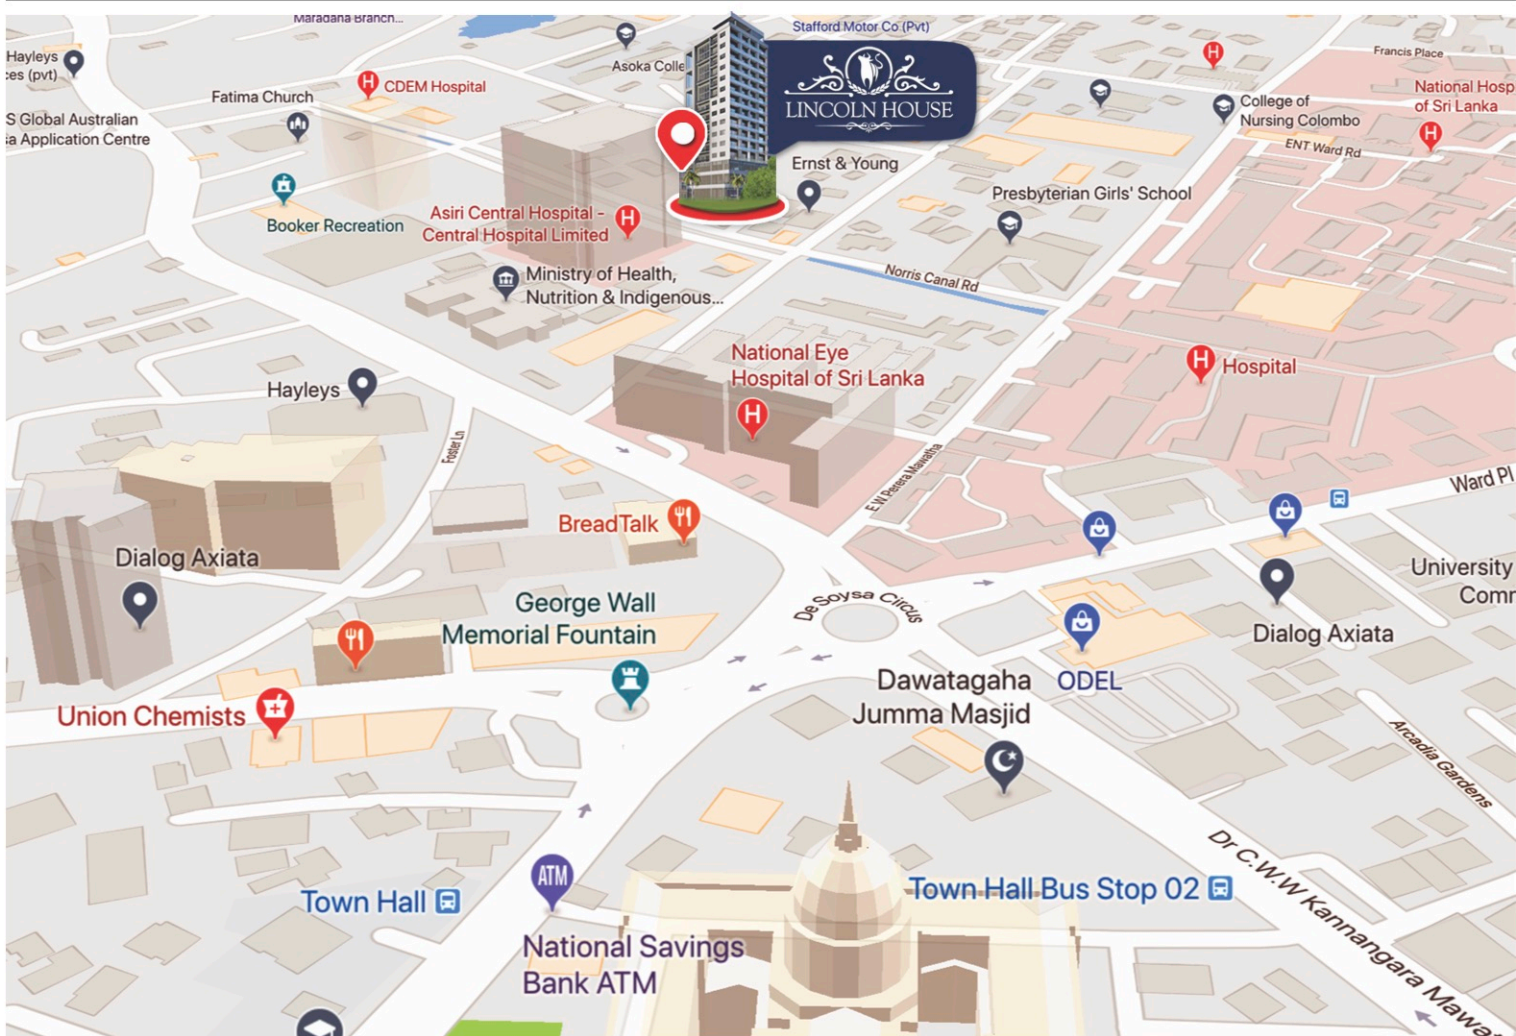 Maradana Branch...
Stafford Motor Co (Pvt)
Hayleys
ces (pvt)
Asoka Colle
LINCOLN HOUSE
Francis Place
National Hosp
of Sri Lanka
H
CDEM Hospital
Fatima Church
S Global Australian
sa Application Centre
College of
Nursing Colombo
ENT Ward Rd
H
H
Ernst & Young
Presbyterian Girls' School
Booker Recreation
Asiri Central Hospital -
Central Hospital Limited
H
Ministry of Health,
Nutrition & Indigenous...
Norris Canal Rd
National Eye
Hospital of Sri Lanka
H
H
Hospital
Hayleys
Foster Ln
E W Perera Mawatha
Ward Pl
BreadTalk
Dialog Axiata
De Soysa Circus
George Wall
Memorial Fountain
University
Comr
Dialog Axiata
ODEL
Dawatagaha
Jumma Masjid
Union Chemists
Arcadia Gardens
Dr C.W.W Kannangara Mawat
ATM
Town Hall
Town Hall Bus Stop 02
National Savings
Bank ATM